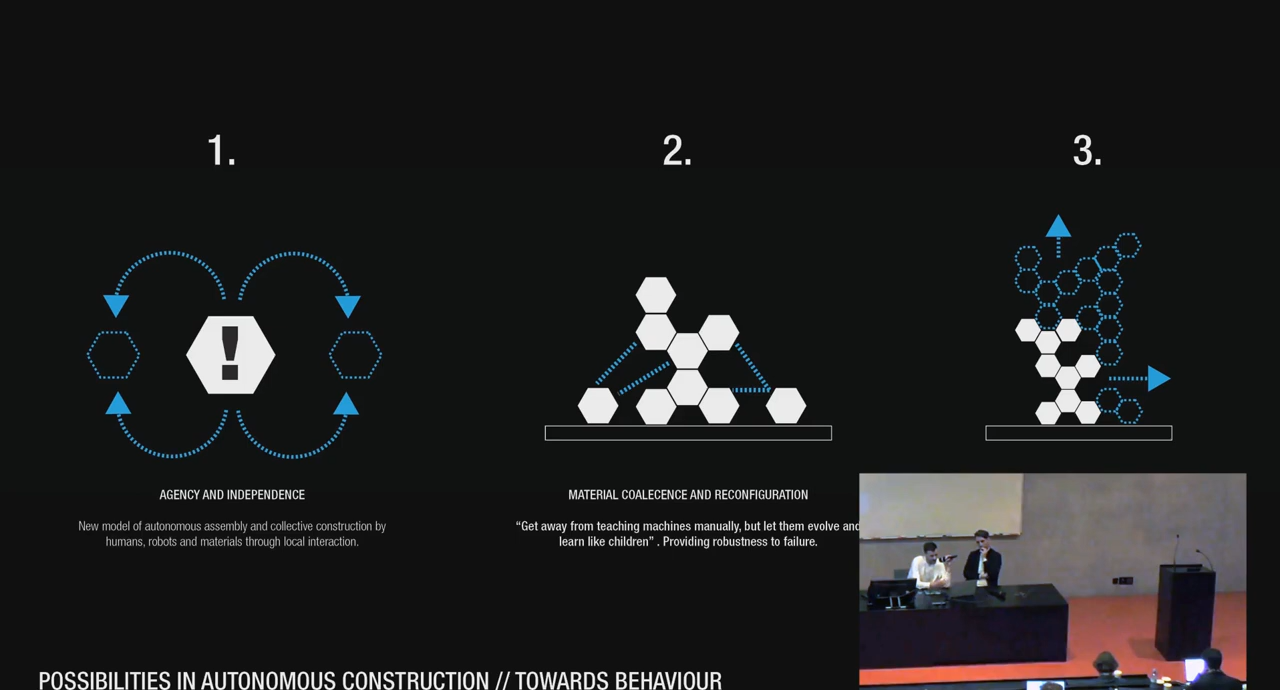 1.
2.
3.
!
AGENCY AND INDEPENDENCE
New model of autonomous assembly and collective construction by
humans, robots and materials through local interaction.
MATERIAL COALECENCE AND RECONFIGURATION
“Get away from teaching machines manually, but let them evolve and
learn like children” . Providing robustness to failure.
POSSIBILITIES IN AUTONOMOUS CONSTRUCTION // TOWARDS BEHAVIOUR